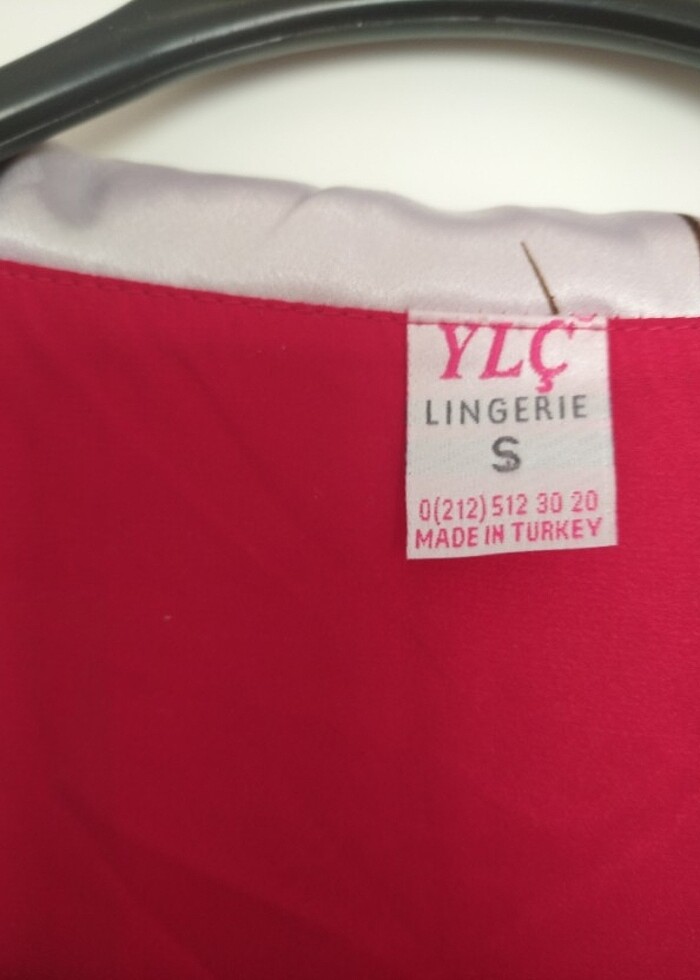 YLÇ
LINGERIE
S
0(212) 512 30 20
MADE IN TURKEY